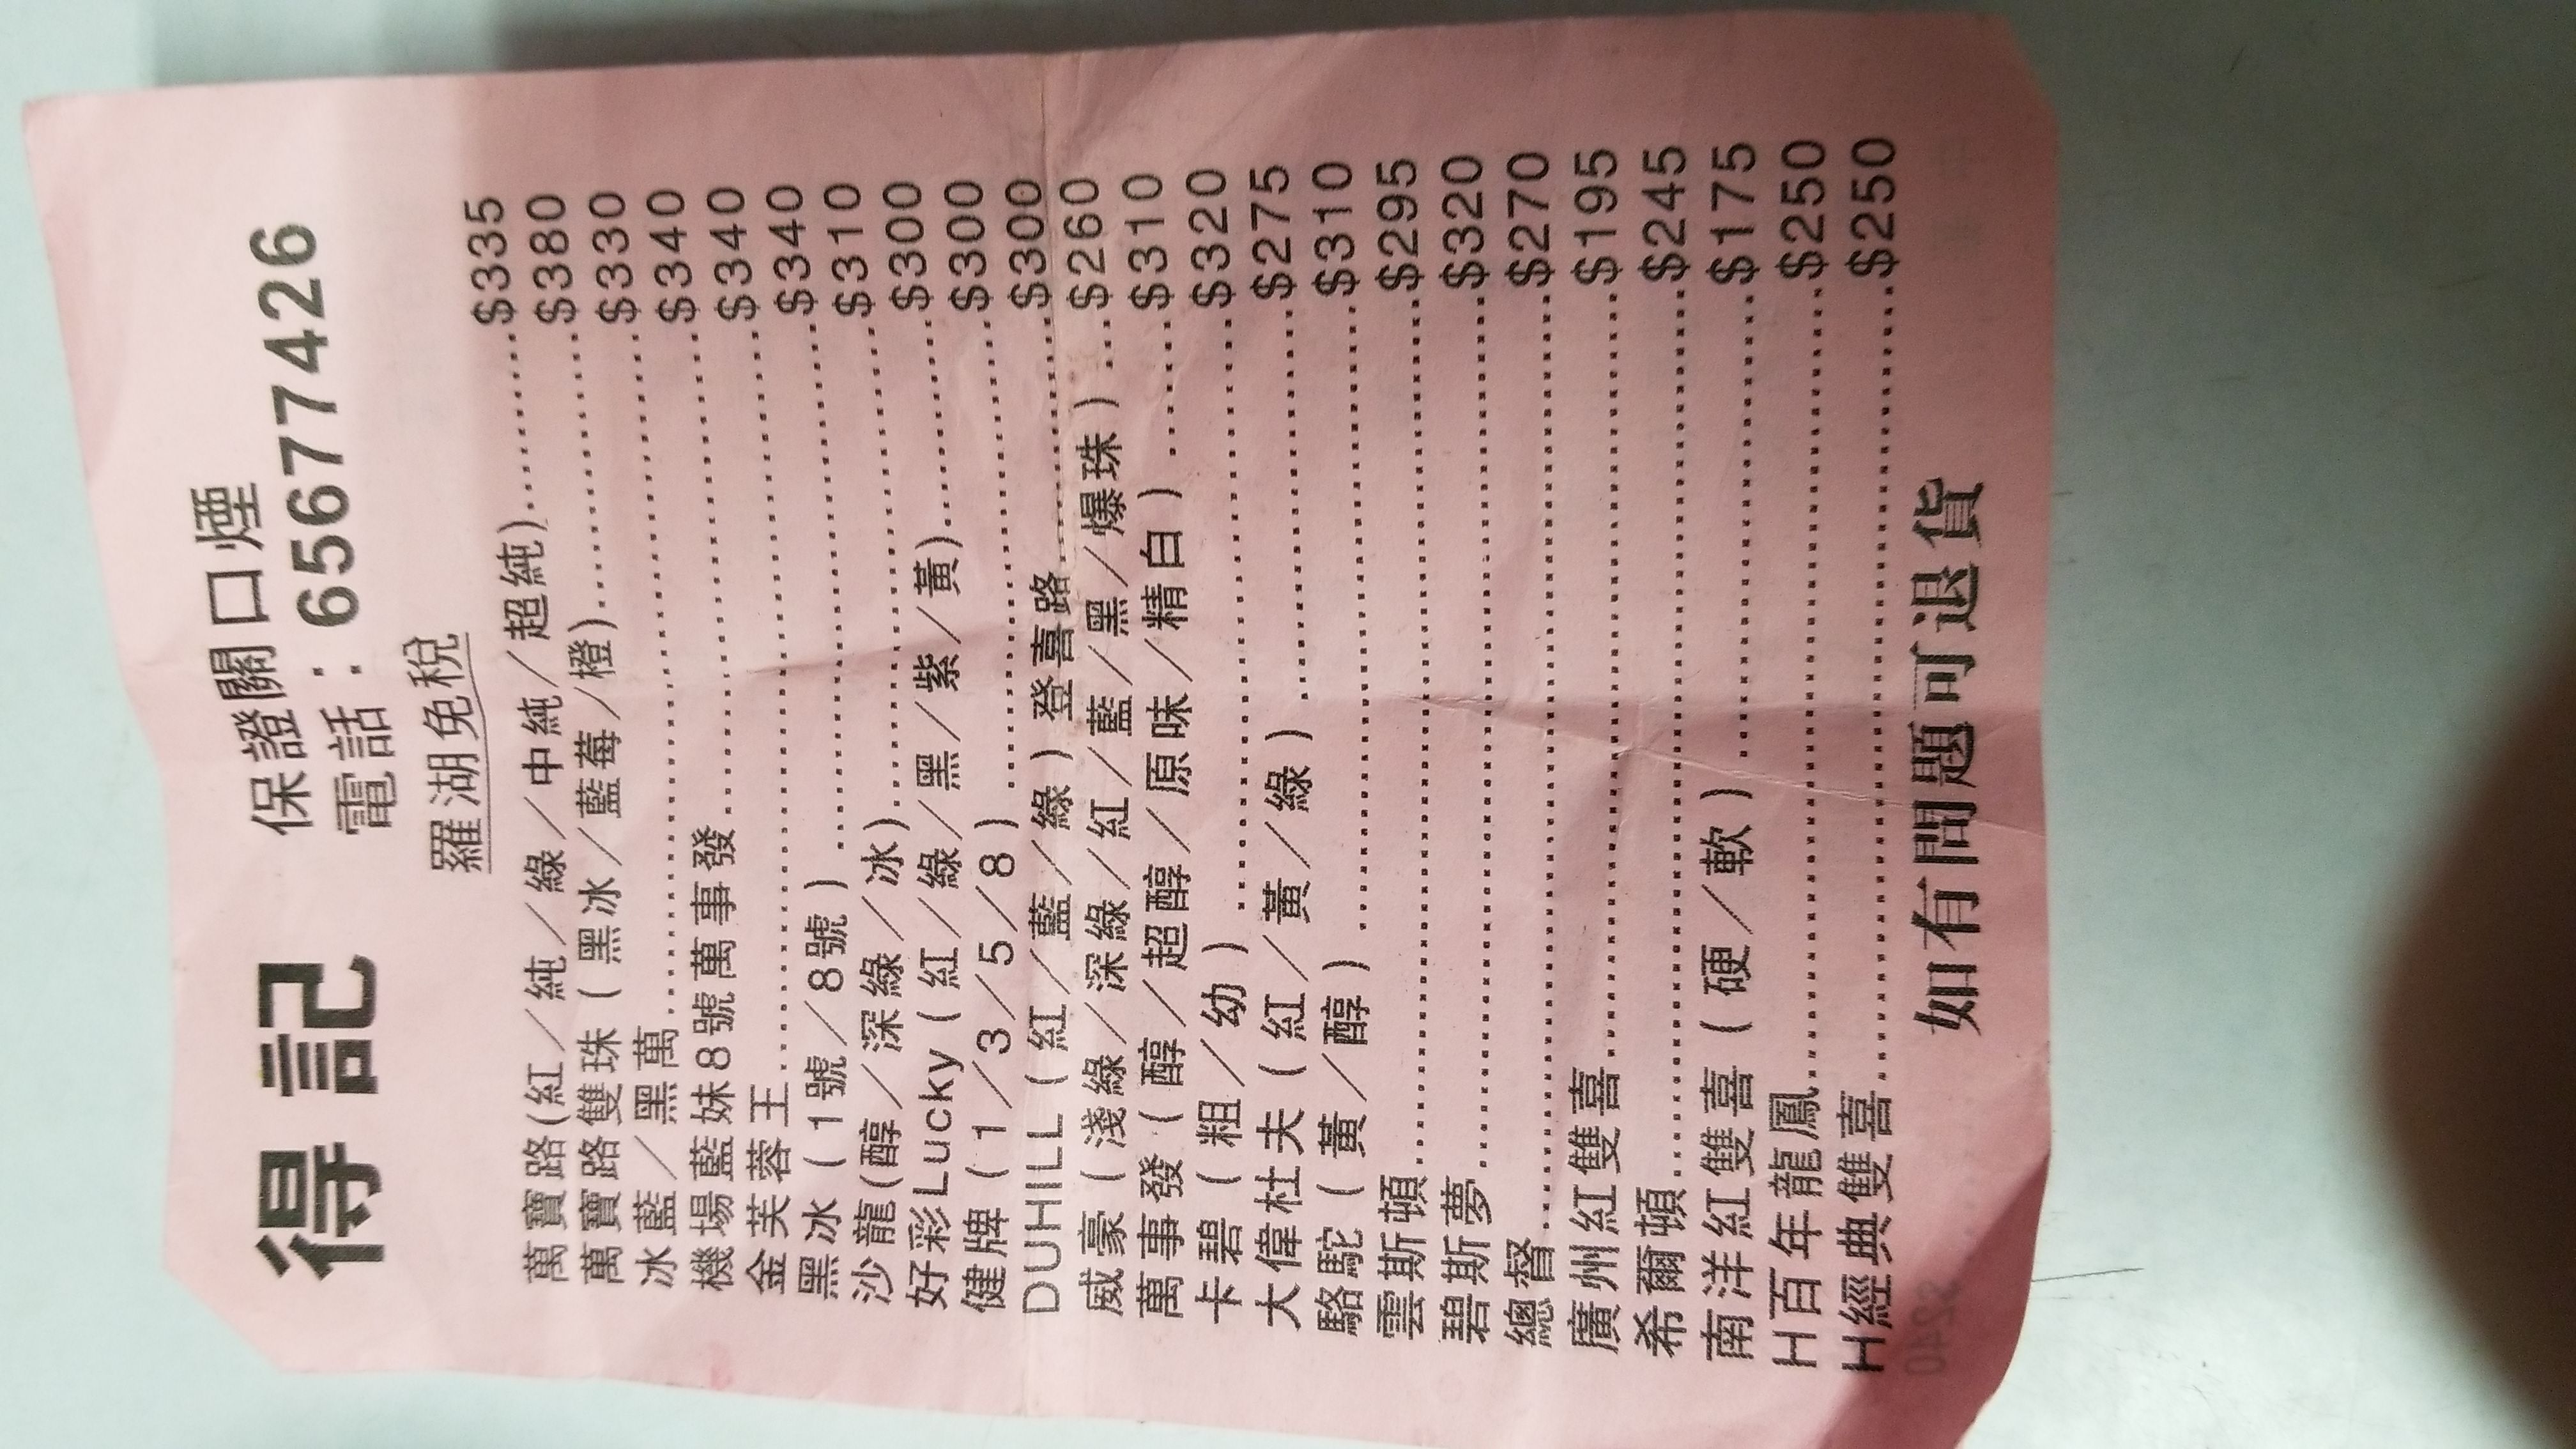 得記 保證關口煙
電話：65677426
羅湖免稅
萬寶路(紅/純/綠/中純/超純)..........$335
萬寶路雙珠(黑冰/藍莓/橙)..............$380
冰藍/黑萬..............................$330
機場藍妹8號萬事發......................$340
金芙蓉王..............................$340
黑冰(1號/8號)..........................$340
沙龍(醇/深綠/冰)......................$310
好彩Lucky(紅/綠/黑/紫/黃)..............$300
健牌(1/3/5/8)..........................$300
DUHILL(紅/藍/綠)登喜路................$300
威豪(淺綠/深綠/紅/藍/黑/爆珠)...$260
萬事發(醇/超醇/原味/精白)........$310
卡碧(粗/幼)............................$320
大偉杜夫(紅/黃/綠)....................$275
駱駝(黃/醇)............................$310
雲斯頓................................$295
碧斯夢................................$320
總督..................................$270
廣州紅雙喜............................$195
希爾頓................................$245
南洋紅雙喜(硬/軟)....................$175
H百年龍鳳..............................$250
H經典雙喜..............................$250
如有問題可退貨